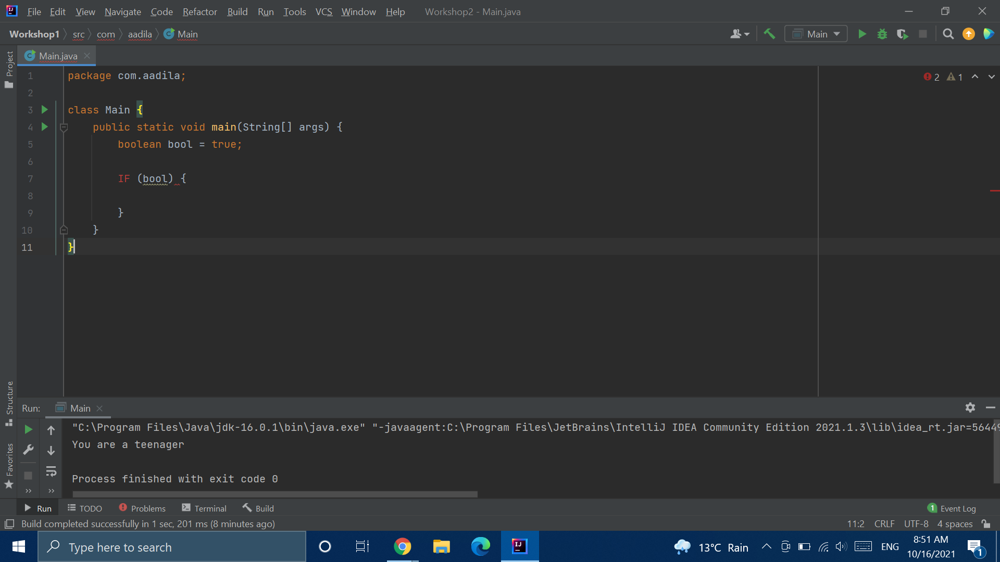 File Edit View Navigate Code Refactor Build Run Tools VCS Window Help Workshop2 - Main.java
Workshop1 src com aadila Main Main
Main.java
Project
2 1
1 package com.aadila;
2
3 class Main {
4 public static void main(String[] args) {
5 boolean bool = true;
6
7 IF (bool) {
8
9 }
10 }
11 }
Structure
Favorites
Run: Main
"C:\Program Files\Java\jdk-16.0.1\bin\java.exe" "-javaagent:C:\Program Files\JetBrains\IntelliJ IDEA Community Edition 2021.1.3\lib\idea_rt.jar=56449
You are a teenager
Process finished with exit code 0
Run TODO Problems Terminal Build 1 Event Log
Build completed successfully in 1 sec, 201 ms (8 minutes ago) 11:2 CRLF UTF-8 4 spaces
Type here to search 13°C Rain ENG 8:51 AM
10/16/2021 1